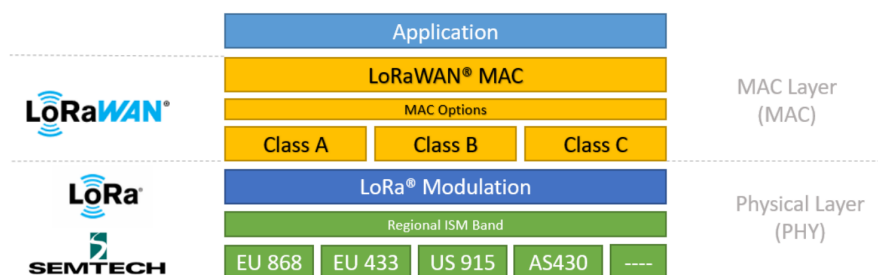 Application
LoRaWAN® MAC
MAC Options
Class A Class B Class C
LoRa® Modulation
Regional ISM Band
EU 868 EU 433 US 915 AS430 ----
LoRaWAN®
LoRa®
SEMTECH
MAC Layer
(MAC)
Physical Layer
(PHY)